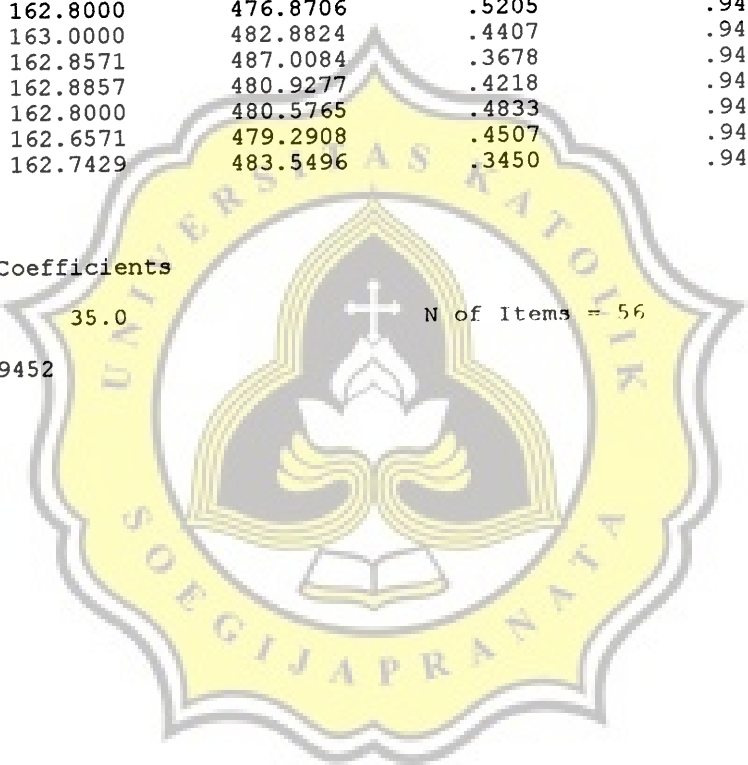 162.8000 476.8706 .5205 .94
163.0000 482.8824 .4407 .94
162.8571 487.0084 .3678 .94
162.8857 480.9277 .4218 .94
162.8000 480.5765 .4833 .94
162.6571 479.2908 .4507 .94
162.7429 483.5496 .3450 .94
Coefficients
35.0 N of Items = 56
9452
UNIVERSITAS KATOLIK
SOEGIJAPRANATA